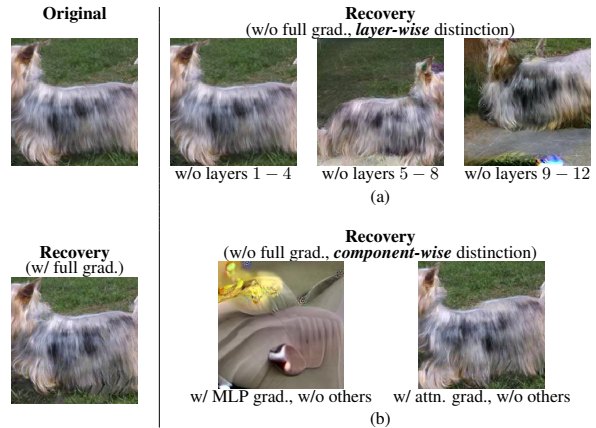 Original
Recovery
(w/o full grad., layer-wise distinction)
w/o layers 1 − 4
w/o layers 5 − 8
w/o layers 9 − 12
(a)
Recovery
(w/ full grad.)
Recovery
(w/o full grad., component-wise distinction)
w/ MLP grad., w/o others
w/ attn. grad., w/o others
(b)